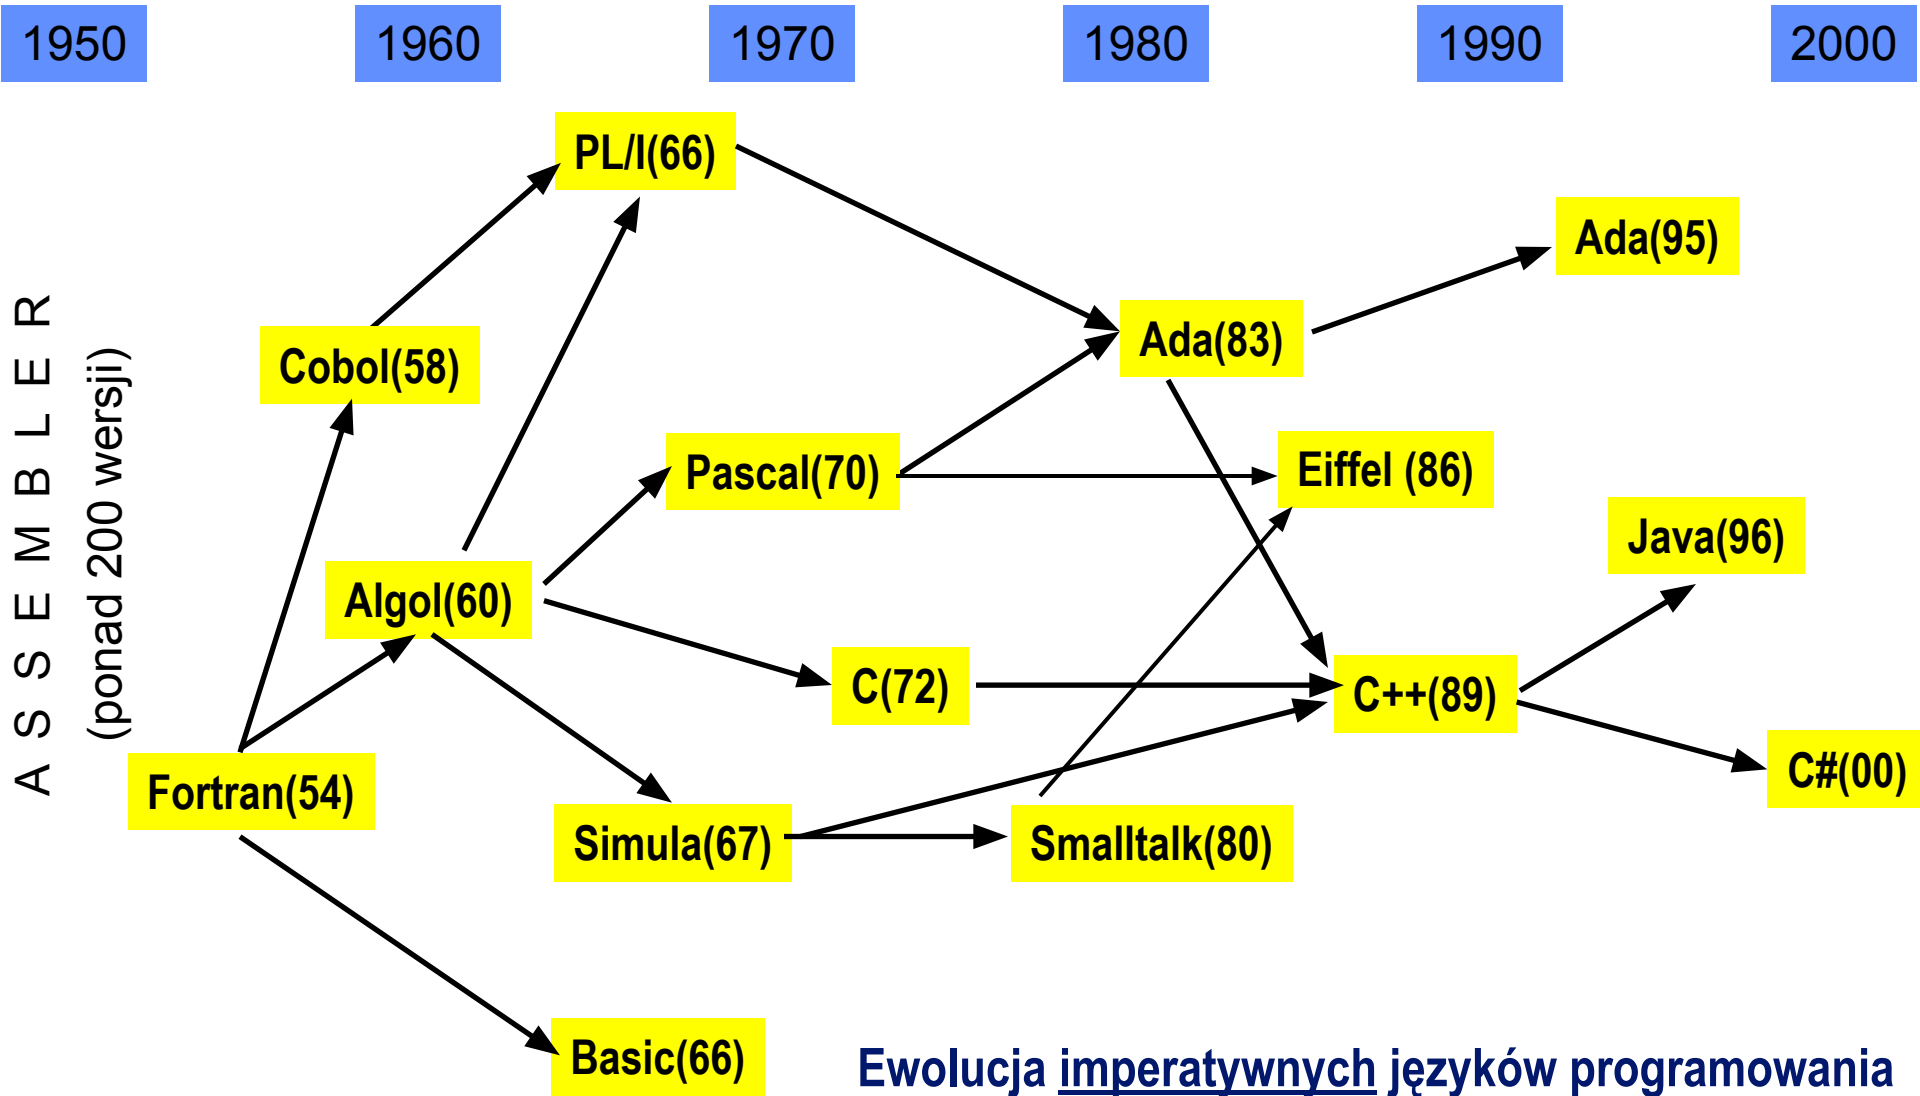 1950 1960 1970 1980 1990 2000
PL/I(66)
Ada(95)
Cobol(58)
Ada(83)
A S S E M B L E R
(ponad 200 wersji)
Pascal(70)
Eiffel (86)
Java(96)
Algol(60)
C(72)
C++(89)
Fortran(54)
C#(00)
Simula(67)
Smalltalk(80)
Basic(66)
Ewolucja imperatywnych języków programowania